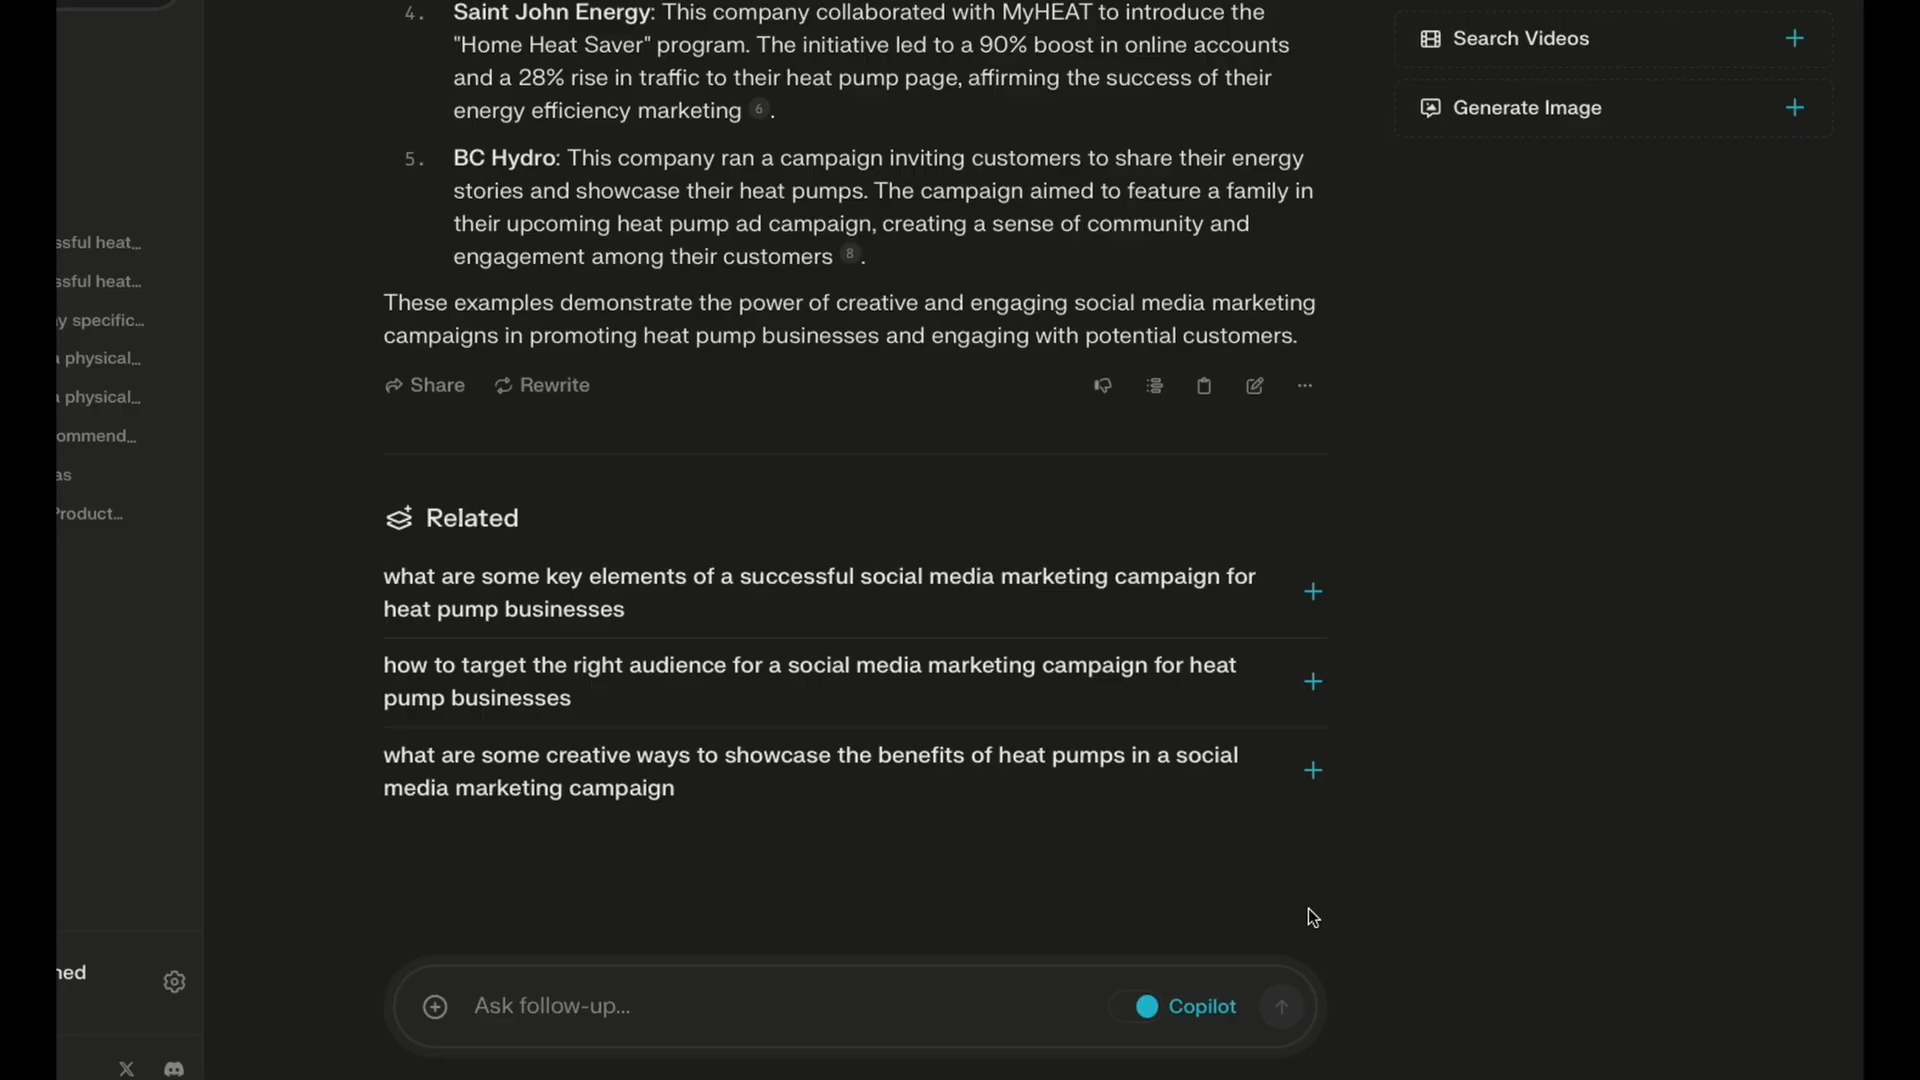 4. Saint John Energy: This company collaborated with MyHEAT to introduce the
"Home Heat Saver" program. The initiative led to a 90% boost in online accounts
and a 28% rise in traffic to their heat pump page, affirming the success of their
energy efficiency marketing 6 .
5. BC Hydro: This company ran a campaign inviting customers to share their energy
stories and showcase their heat pumps. The campaign aimed to feature a family in
their upcoming heat pump ad campaign, creating a sense of community and
engagement among their customers 8 .
These examples demonstrate the power of creative and engaging social media marketing
campaigns in promoting heat pump businesses and engaging with potential customers.
Share Rewrite
Related
what are some key elements of a successful social media marketing campaign for
heat pump businesses
how to target the right audience for a social media marketing campaign for heat
pump businesses
what are some creative ways to showcase the benefits of heat pumps in a social
media marketing campaign
Ask follow-up...
Copilot
Search Videos
Generate Image
ssful heat...
ssful heat...
y specific...
a physical...
a physical...
ommend...
as
Product...
ned